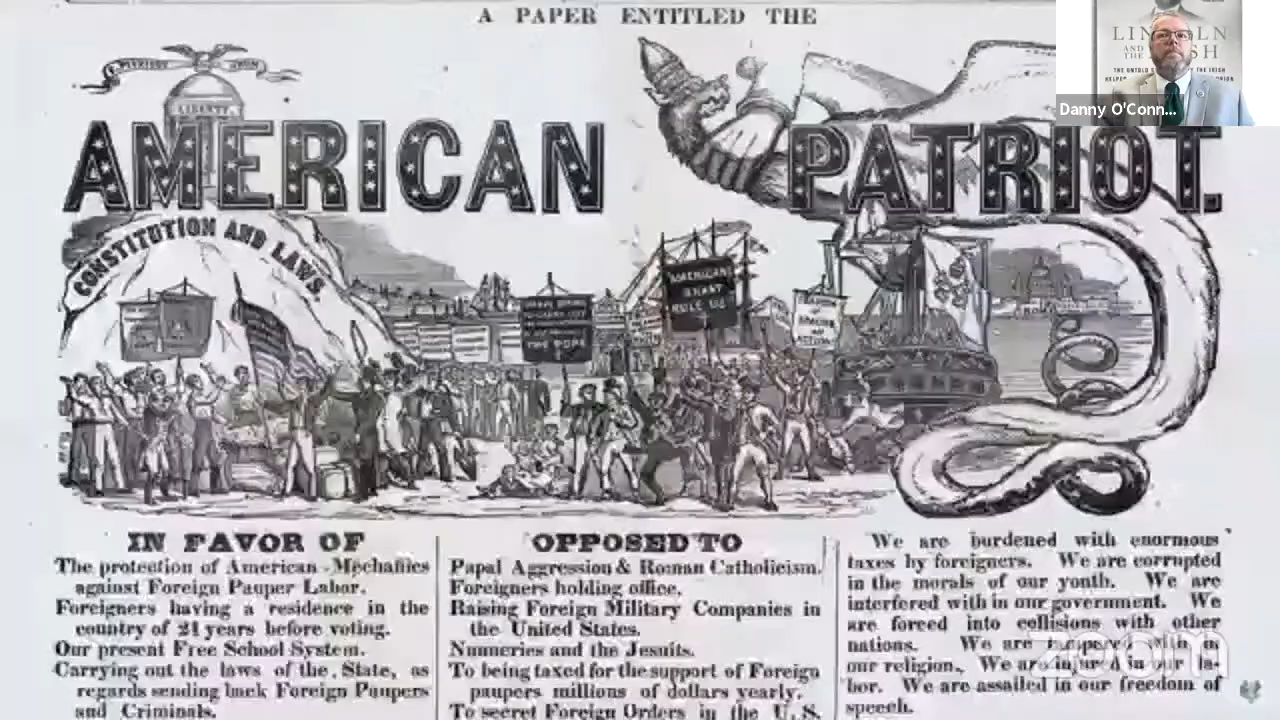 A PAPER ENTITLED THE
LINCOLN
AND THE
Danny O'Conn...
LIBERTY
AMERICAN PATRIOT.
CONSTITUTION AND LAWS.
THE POPE
AMERICANS
SHALL
RULE US
ROME
IN FAVOR OF
The protection of American Mechanics
against Foreign Pauper Labor.
Foreigners having a residence in the
country of 21 years before voting.
Our present Free School System.
Carrying out the laws of the State, as
regards sending back Foreign Paupers
and Criminals.
OPPOSED TO
Papal Aggression & Roman Catholicism.
Foreigners holding office.
Raising Foreign Military Companies in
the United States.
Nunneries and the Jesuits.
To being taxed for the support of Foreign
paupers millions of dollars yearly.
To secret Foreign Orders in the U. S.
We are burdened with enormous
taxes by foreigners. We are corrupted
in the morals of our youth. We are
interfered with in our government. We
are forced into collisions with other
nations. We are tampered with in
our religion. We are injured in our la-
bor. We are assailed in our freedom of
speech.
zoom